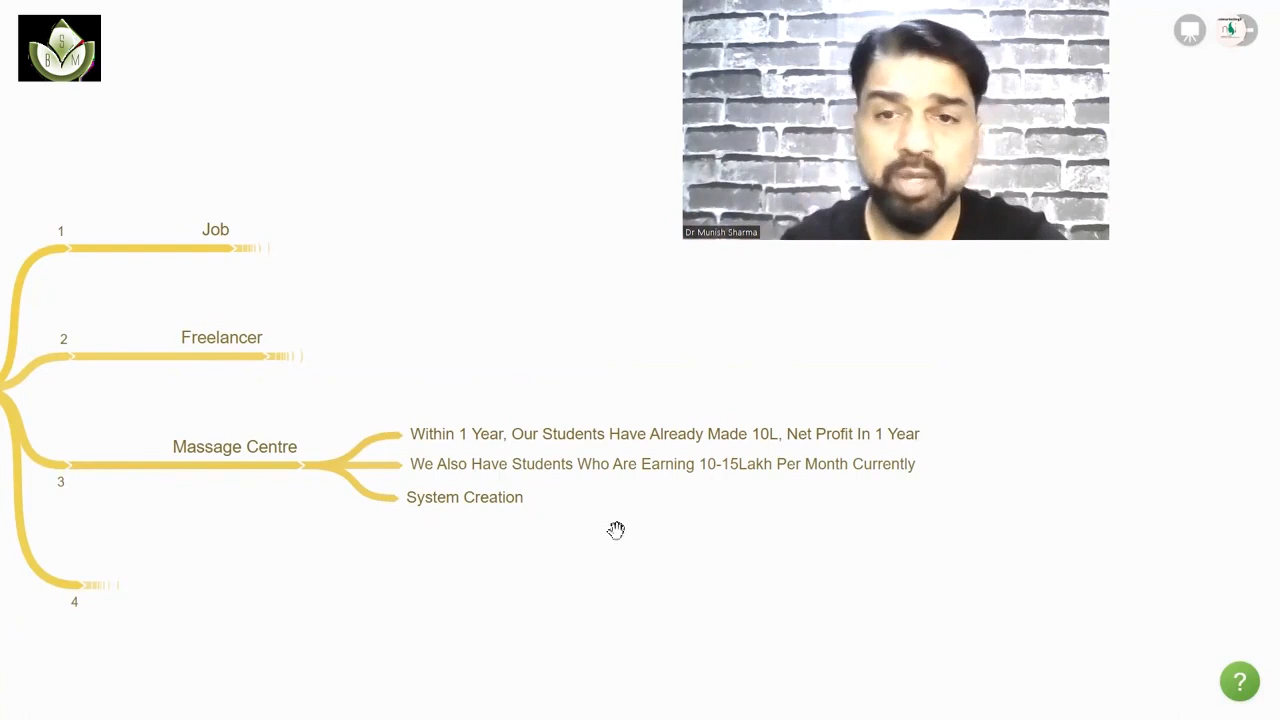 S
B M
Dr Munish Sharma
1
Job
2
Freelancer
Massage Centre
3
Within 1 Year, Our Students Have Already Made 10L, Net Profit In 1 Year
We Also Have Students Who Are Earning 10-15Lakh Per Month Currently
System Creation
4
?